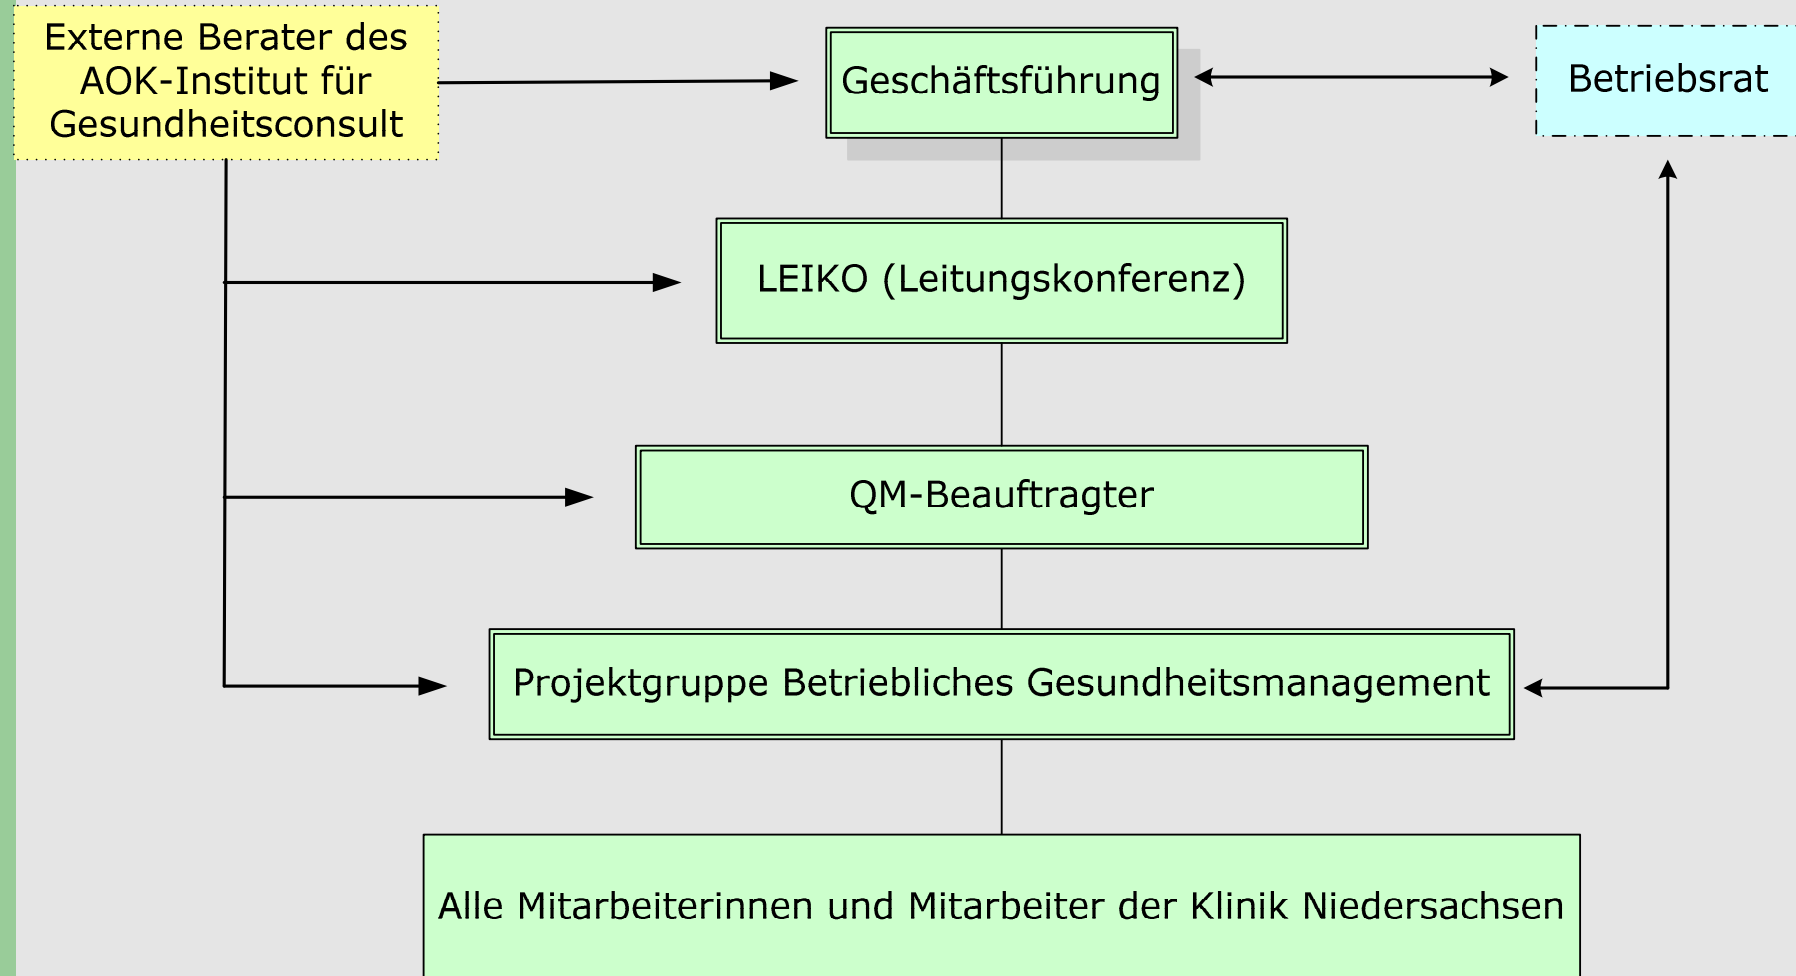 Externe Berater des
AOK-Institut für
Gesundheitsconsult
Geschäftsführung
Betriebsrat
LEIKO (Leitungskonferenz)
QM-Beauftragter
Projektgruppe Betriebliches Gesundheitsmanagement
Alle Mitarbeiterinnen und Mitarbeiter der Klinik Niedersachsen